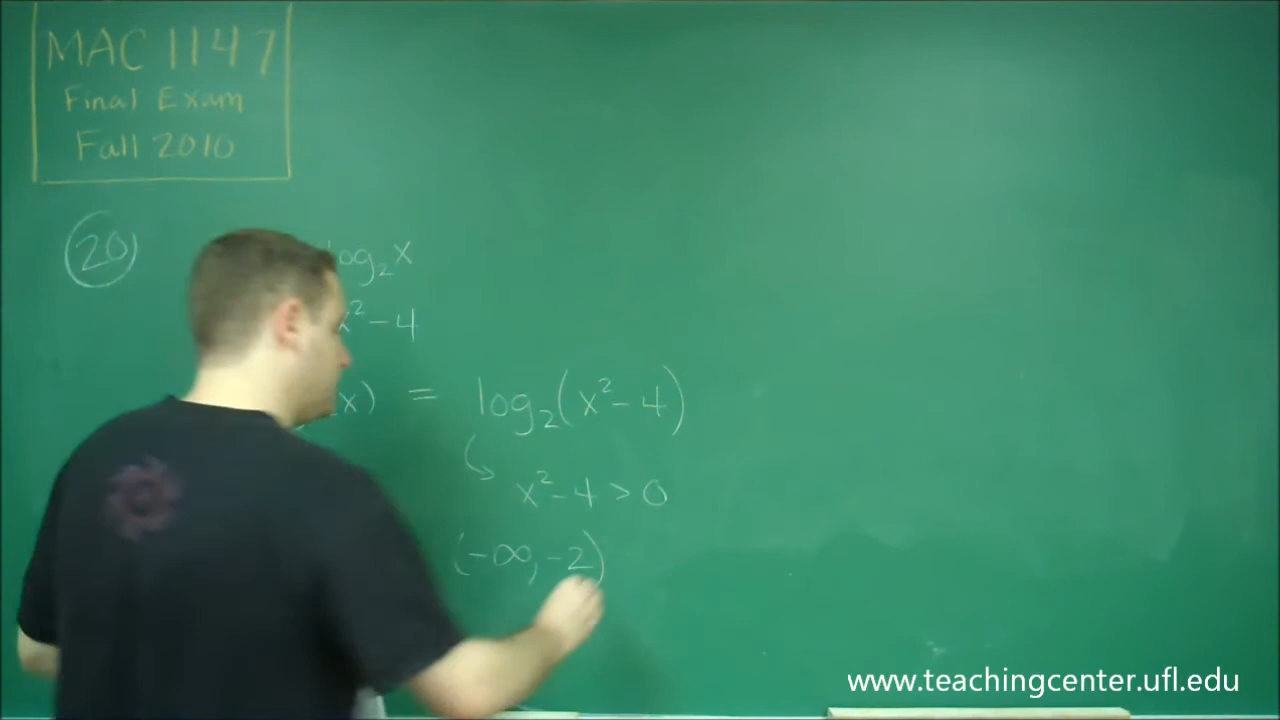 MAC 1147
Final Exam
Fall 2010
20
log₂x
x² - 4
x) = log₂(x² - 4)
x² - 4 > 0
(-∞, -2)
www.teachingcenter.ufl.edu